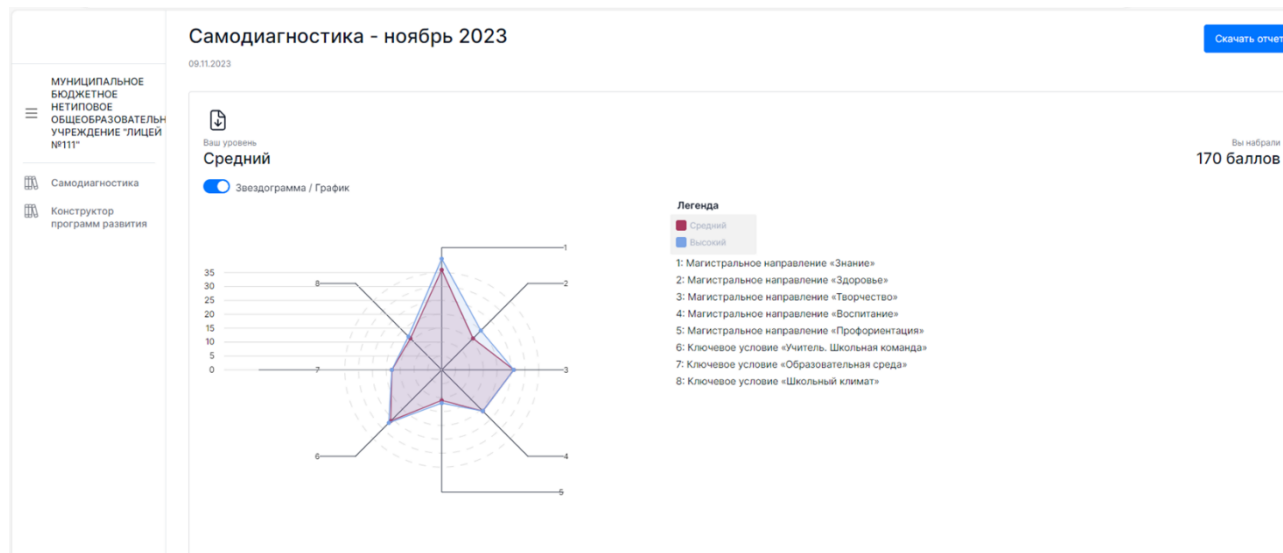 Самодиагностика - ноябрь 2023
Скачать отчет
09.11.2023
МУНИЦИПАЛЬНОЕ
БЮДЖЕТНОЕ
НЕТИПОВОЕ
ОБЩЕОБРАЗОВАТЕЛЬН
УЧРЕЖДЕНИЕ "ЛИЦЕЙ
№111"
Самодиагностика
Конструктор
программ развития
Ваш уровень
Средний
Вы набрали
170 баллов
Звездограмма / График
35
30
25
20
15
10
5
0
1
2
3
4
5
6
7
8
Легенда
Средний
Высокий
1: Магистральное направление «Знание»
2: Магистральное направление «Здоровье»
3: Магистральное направление «Творчество»
4: Магистральное направление «Воспитание»
5: Магистральное направление «Профориентация»
6: Ключевое условие «Учитель. Школьная команда»
7: Ключевое условие «Образовательная среда»
8: Ключевое условие «Школьный климат»